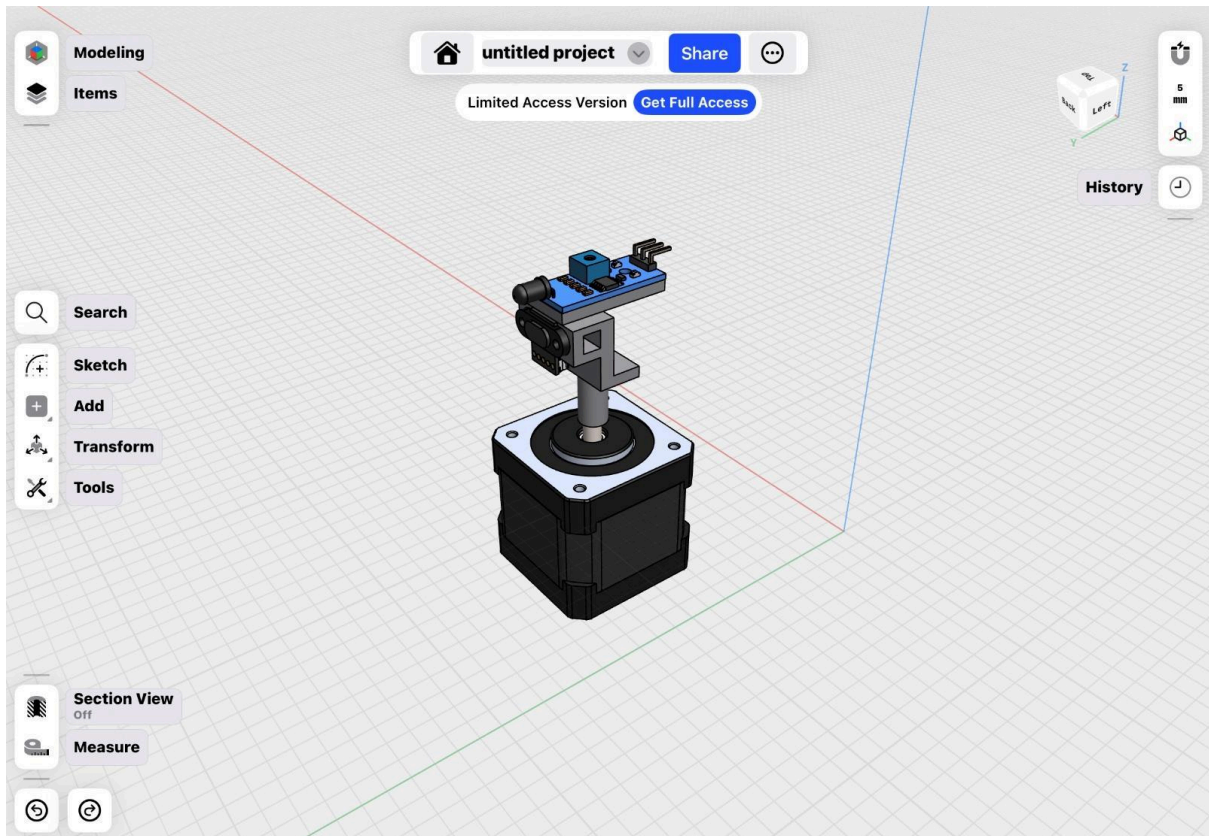 Modeling
Items
untitled project
Share
Limited Access Version
Get Full Access
Top
Back
Left
Z
Y
5
mm
History
Search
Sketch
Add
Transform
Tools
Section View
Off
Measure